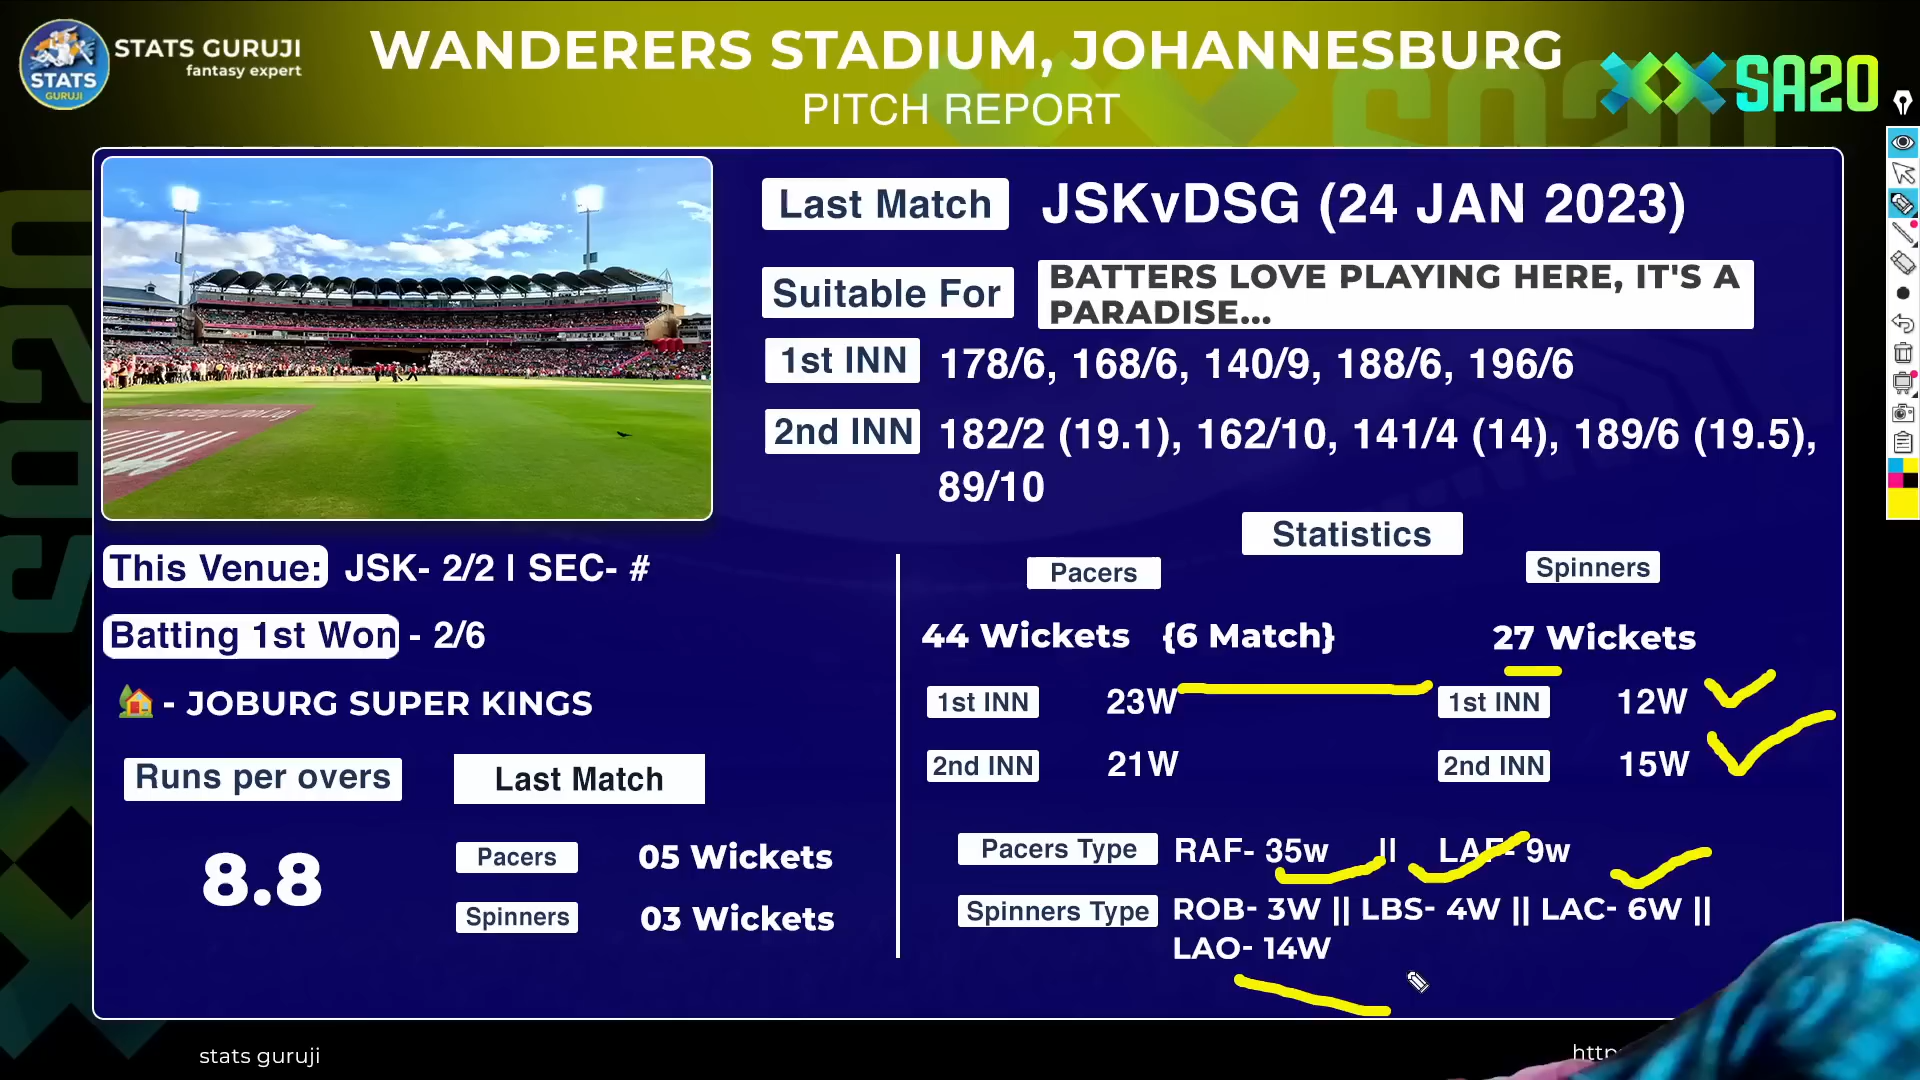 STATS GURUJI
fantasy expert
STATS
GURUJI
WANDERERS STADIUM, JOHANNESBURG
PITCH REPORT
SA20
Last Match JSKvDSG (24 JAN 2023)
Suitable For BATTERS LOVE PLAYING HERE, IT'S A
PARADISE...
1st INN 178/6, 168/6, 140/9, 188/6, 196/6
2nd INN 182/2 (19.1), 162/10, 141/4 (14), 189/6 (19.5),
89/10
This Venue: JSK- 2/2 | SEC- #
Batting 1st Won - 2/6
- JOBURG SUPER KINGS
Runs per overs
8.8
Last Match
Pacers 05 Wickets
Spinners 03 Wickets
Statistics
Pacers Spinners
44 Wickets {6 Match} 27 Wickets
1st INN 23W 1st INN 12W
2nd INN 21W 2nd INN 15W
Pacers Type RAF- 35w || LAF- 9w
Spinners Type ROB- 3W || LBS- 4W || LAC- 6W ||
LAO- 14W
stats guruji